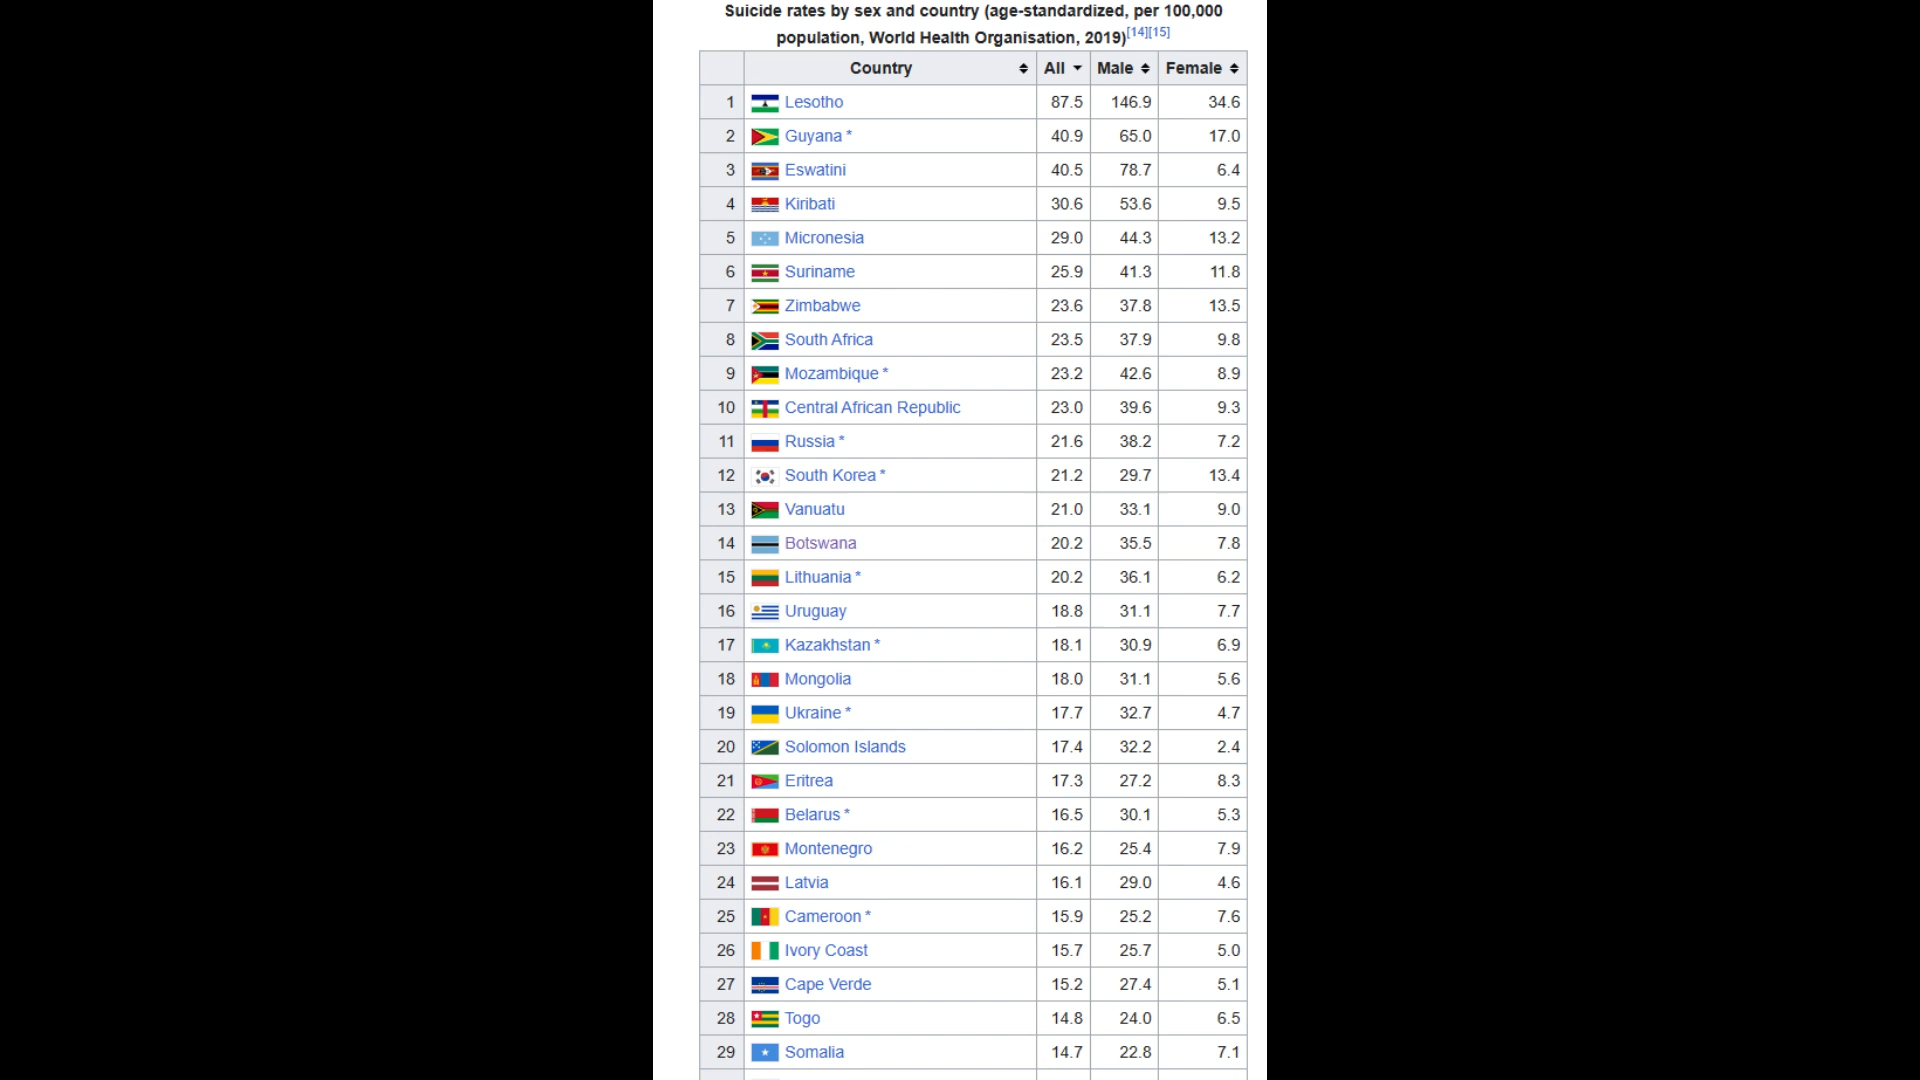 Suicide rates by sex and country (age-standardized, per 100,000
population, World Health Organisation, 2019)[14][15]
Country All Male Female
1 Lesotho 87.5 146.9 34.6
2 Guyana * 40.9 65.0 17.0
3 Eswatini 40.5 78.7 6.4
4 Kiribati 30.6 53.6 9.5
5 Micronesia 29.0 44.3 13.2
6 Suriname 25.9 41.3 11.8
7 Zimbabwe 23.6 37.8 13.5
8 South Africa 23.5 37.9 9.8
9 Mozambique * 23.2 42.6 8.9
10 Central African Republic 23.0 39.6 9.3
11 Russia * 21.6 38.2 7.2
12 South Korea * 21.2 29.7 13.4
13 Vanuatu 21.0 33.1 9.0
14 Botswana 20.2 35.5 7.8
15 Lithuania * 20.2 36.1 6.2
16 Uruguay 18.8 31.1 7.7
17 Kazakhstan * 18.1 30.9 6.9
18 Mongolia 18.0 31.1 5.6
19 Ukraine * 17.7 32.7 4.7
20 Solomon Islands 17.4 32.2 2.4
21 Eritrea 17.3 27.2 8.3
22 Belarus * 16.5 30.1 5.3
23 Montenegro 16.2 25.4 7.9
24 Latvia 16.1 29.0 4.6
25 Cameroon * 15.9 25.2 7.6
26 Ivory Coast 15.7 25.7 5.0
27 Cape Verde 15.2 27.4 5.1
28 Togo 14.8 24.0 6.5
29 Somalia 14.7 22.8 7.1